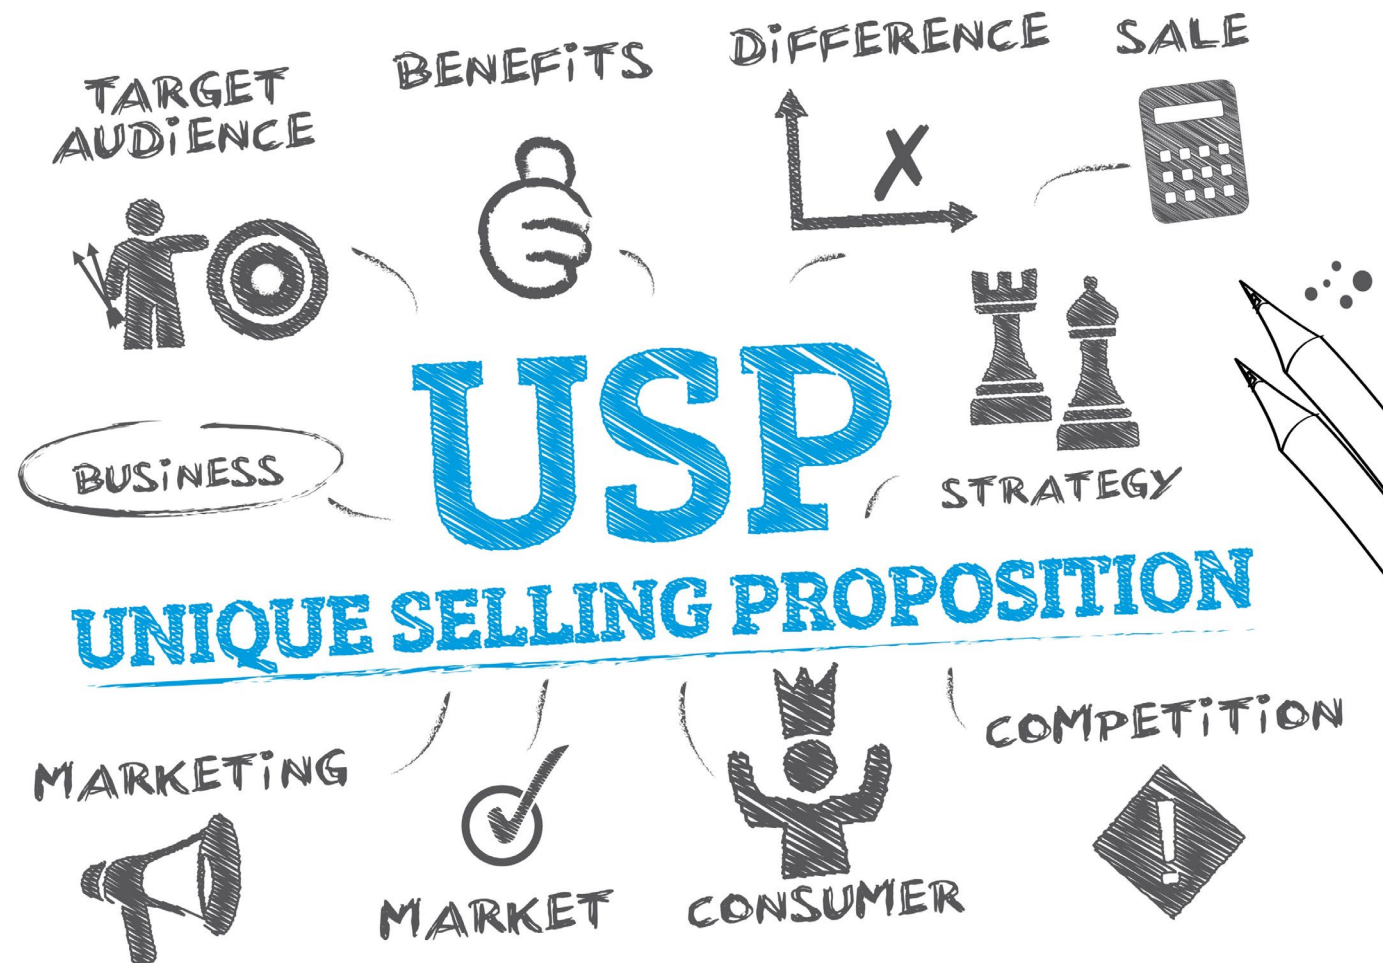 TARGET
AUDiENCE
BENEFiTS
DiFFERENCE
SALE
BUSiNESS
USP
STRATEGY
UNIQUE SELLING PROPOSITION
MARKETiNG
MARKET
CONSUMER
COMPETiTiON